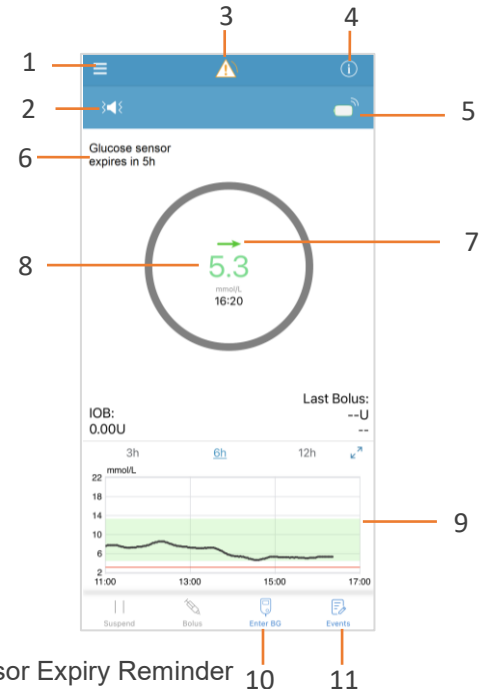 3
4
1
2
5
Glucose sensor
expires in 5h
6
7
8
5.3
mmol/L
16:20
Last Bolus:
IOB:
--U
0.00U
--
3h
6h
12h
mmol/L
22
18
14
10
6
2
9
11:00
13:00
15:00
17:00
Suspend
Bolus
Enter BG
Events
sor Expiry Reminder
10
11